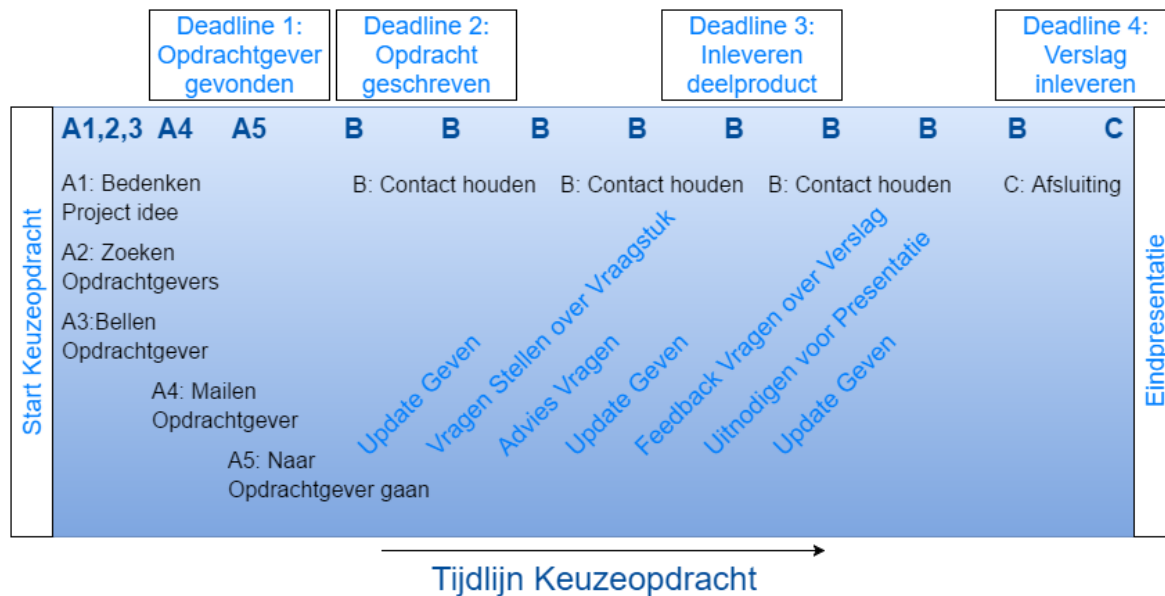 Deadline 1:
Opdrachtgever
gevonden
Deadline 2:
Opdracht
geschreven
Deadline 3:
Inleveren
deelproduct
Deadline 4:
Verslag
inleveren
Start Keuzeopdracht
A1,2,3 A4 A5 B B B B B B B B C
A1: Bedenken
Project idee
A2: Zoeken
Opdrachtgevers
A3:Bellen
Opdrachtgever
A4: Mailen
Opdrachtgever
A5: Naar
Opdrachtgever gaan
B: Contact houden
B: Contact houden
B: Contact houden
C: Afsluiting
Update Geven
Vragen Stellen over Vraagstuk
Advies Vragen
Update Geven
Feedback Vragen over Verslag
Uitnodigen voor Presentatie
Update Geven
Eindpresentatie
Tijdlijn Keuzeopdracht